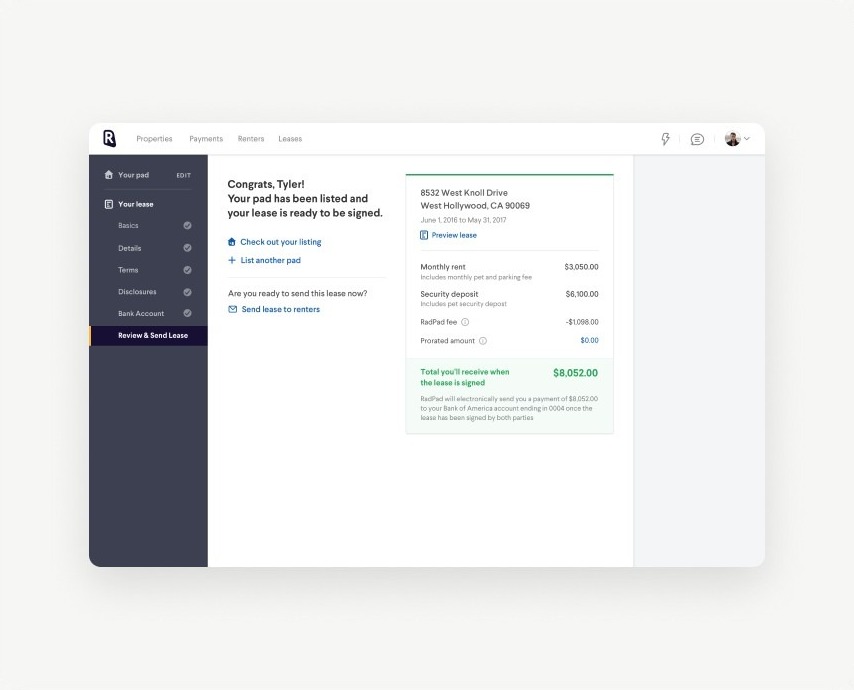 R
Properties
Payments
Renters
Leases
Your pad
EDIT
Your lease
Basics
Details
Terms
Disclosures
Bank Account
Review & Send Lease
Congrats, Tyler!
Your pad has been listed and
your lease is ready to be signed.
Check out your listing
List another pad
Are you ready to send this lease now?
Send lease to renters
8532 West Knoll Drive
West Hollywood, CA 90069
June 1, 2016 to May 31, 2017
Preview lease
Monthly rent $3,050.00
Includes monthly pet and parking fee
Security deposit $6,100.00
Includes pet security depost
RadPad fee -$1,098.00
Prorated amount $0.00
Total you'll receive when
the lease is signed
$8,052.00
RadPad will electronically send you a payment of $8,052.00
to your Bank of America account ending in 0004 once the
lease has been signed by both parties